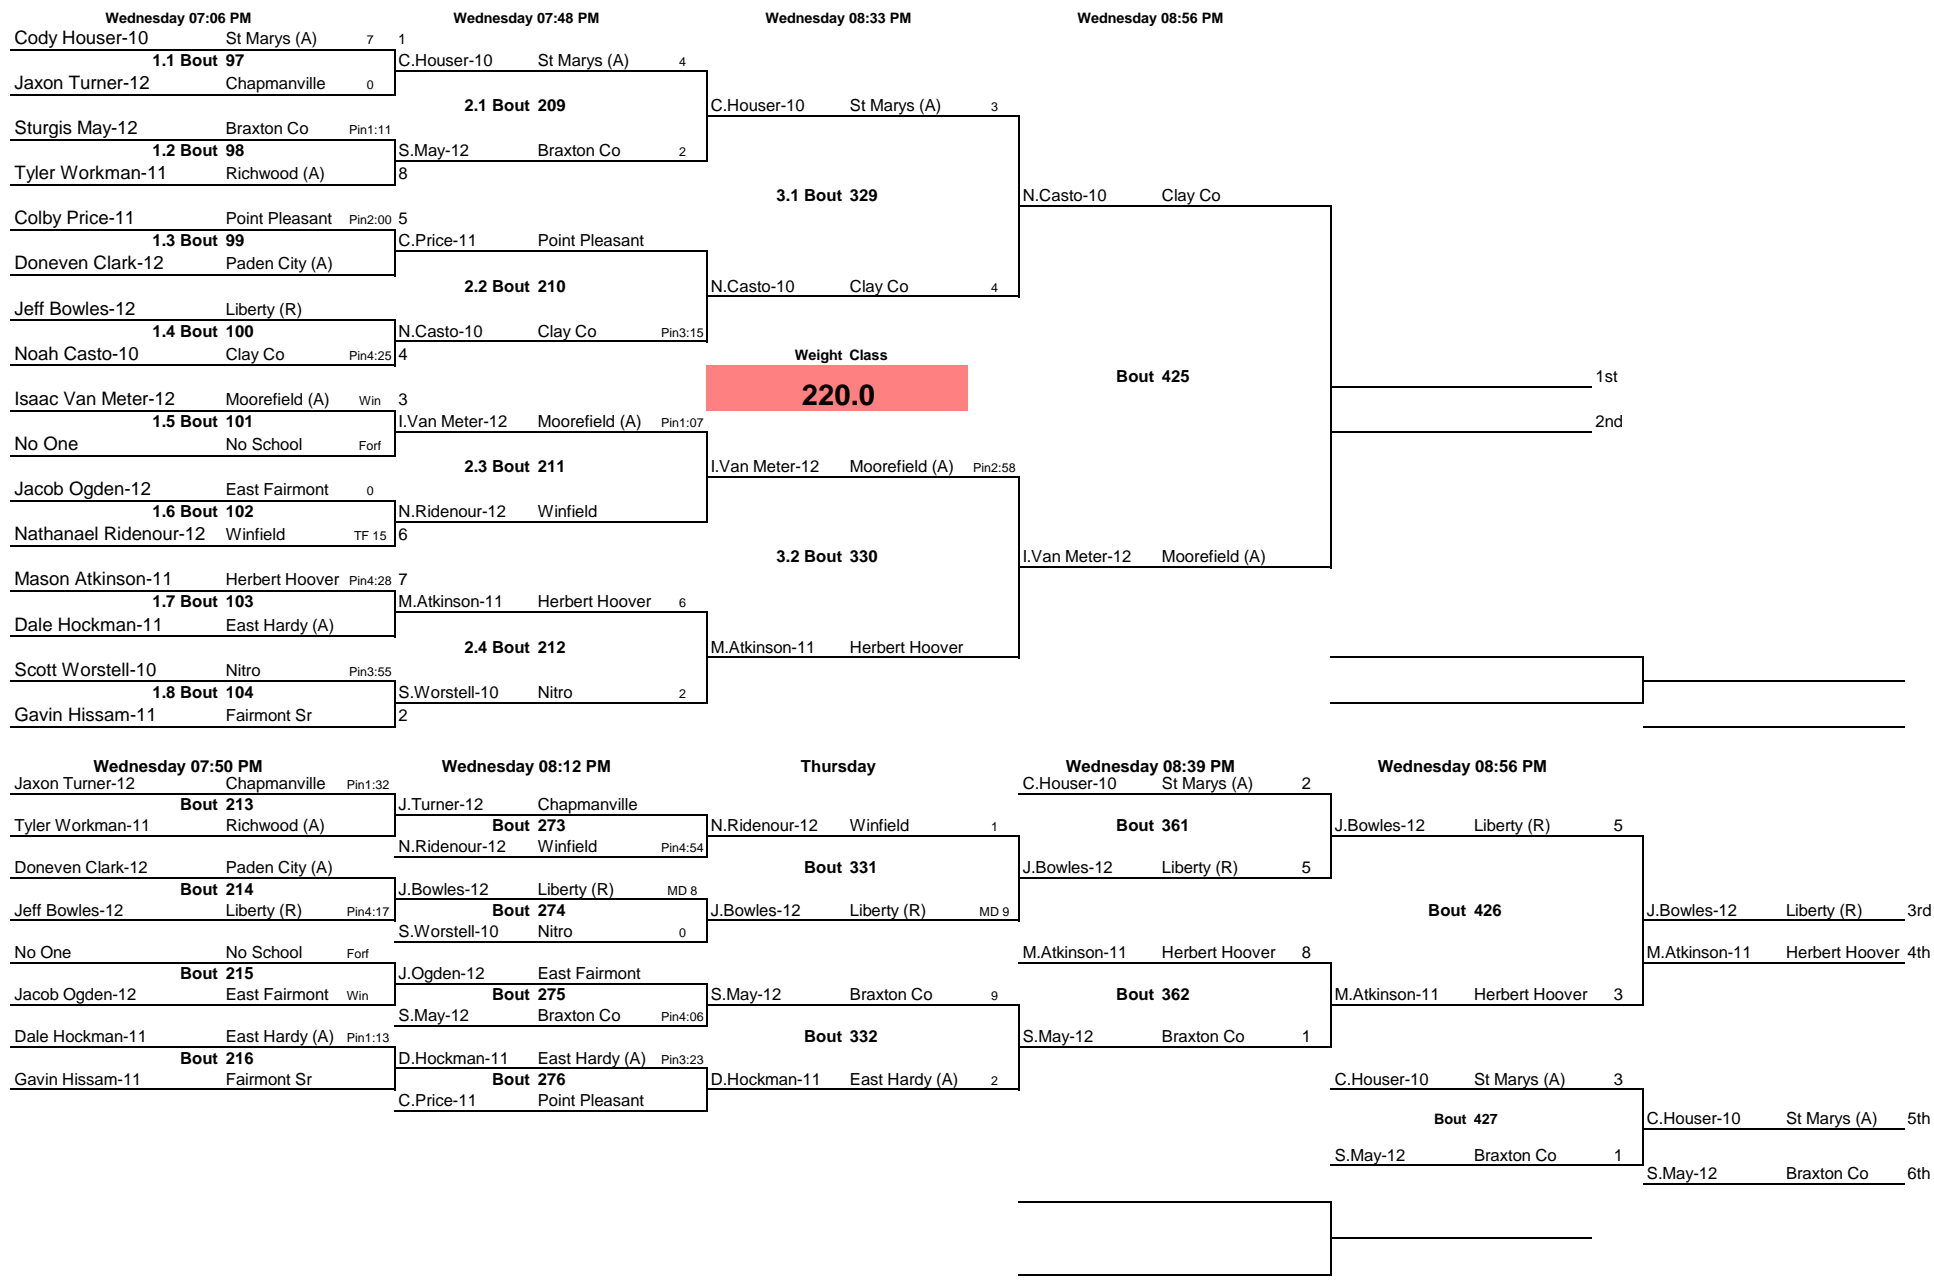 Wednesday 07:06 PM Wednesday 07:48 PM Wednesday 08:33 PM Wednesday 08:56 PM
Cody Houser-10 St Marys (A) 7 1
1.1 Bout 97 C.Houser-10 St Marys (A) 4
Jaxon Turner-12 Chapmanville 0
2.1 Bout 209 C.Houser-10 St Marys (A) 3
Sturgis May-12 Braxton Co Pin1:11
1.2 Bout 98 S.May-12 Braxton Co 2
Tyler Workman-11 Richwood (A) 8
3.1 Bout 329 N.Casto-10 Clay Co
Colby Price-11 Point Pleasant Pin2:00 5
1.3 Bout 99 C.Price-11 Point Pleasant
Doneven Clark-12 Paden City (A)
2.2 Bout 210 N.Casto-10 Clay Co 4
Jeff Bowles-12 Liberty (R)
1.4 Bout 100 N.Casto-10 Clay Co Pin3:15
Noah Casto-10 Clay Co Pin4:25 4 Weight Class
Bout 425 1st
Isaac Van Meter-12 Moorefield (A) Win 3 220.0
1.5 Bout 101 I.Van Meter-12 Moorefield (A) Pin1:07 2nd
No One No School Forf
2.3 Bout 211 I.Van Meter-12 Moorefield (A) Pin2:58
Jacob Ogden-12 East Fairmont 0
1.6 Bout 102 N.Ridenour-12 Winfield
Nathanael Ridenour-12 Winfield TF 15 6
3.2 Bout 330 I.Van Meter-12 Moorefield (A)
Mason Atkinson-11 Herbert Hoover Pin4:28 7
1.7 Bout 103 M.Atkinson-11 Herbert Hoover 6
Dale Hockman-11 East Hardy (A)
2.4 Bout 212 M.Atkinson-11 Herbert Hoover
Scott Worstell-10 Nitro Pin3:55
1.8 Bout 104 S.Worstell-10 Nitro 2
Gavin Hissam-11 Fairmont Sr 2
Wednesday 07:50 PM Wednesday 08:12 PM Thursday Wednesday 08:39 PM Wednesday 08:56 PM
Jaxon Turner-12 Chapmanville Pin1:32 C.Houser-10 St Marys (A) 2
Bout 213 J.Turner-12 Chapmanville
Tyler Workman-11 Richwood (A) Bout 273 N.Ridenour-12 Winfield 1 Bout 361 J.Bowles-12 Liberty (R) 5
N.Ridenour-12 Winfield Pin4:54
Doneven Clark-12 Paden City (A) Bout 331 J.Bowles-12 Liberty (R) 5
Bout 214 J.Bowles-12 Liberty (R) MD 8
Jeff Bowles-12 Liberty (R) Pin4:17 Bout 274 J.Bowles-12 Liberty (R) MD 9 Bout 426 J.Bowles-12 Liberty (R) 3rd
S.Worstell-10 Nitro 0
No One No School Forf M.Atkinson-11 Herbert Hoover 8 M.Atkinson-11 Herbert Hoover 4th
Bout 215 J.Ogden-12 East Fairmont
Jacob Ogden-12 East Fairmont Win Bout 275 S.May-12 Braxton Co 9 Bout 362 M.Atkinson-11 Herbert Hoover 3
S.May-12 Braxton Co Pin4:06
Dale Hockman-11 East Hardy (A) Pin1:13 Bout 332 S.May-12 Braxton Co 1
Bout 216 D.Hockman-11 East Hardy (A) Pin3:23
Gavin Hissam-11 Fairmont Sr Bout 276 D.Hockman-11 East Hardy (A) 2 C.Houser-10 St Marys (A) 3
C.Price-11 Point Pleasant
Bout 427 C.Houser-10 St Marys (A) 5th
S.May-12 Braxton Co 1
S.May-12 Braxton Co 6th